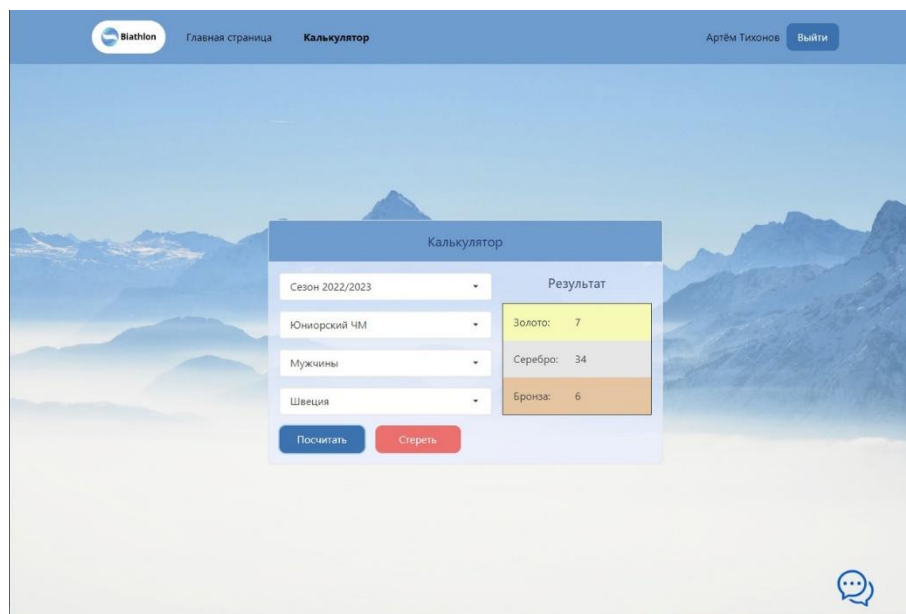 Biathlon
Главная страница
Калькулятор
Артём Тихонов
Выйти
Калькулятор
Сезон 2022/2023
Юниорский ЧМ
Мужчины
Швеция
Посчитать
Стереть
Результат
Золото: 7
Серебро: 34
Бронза: 6